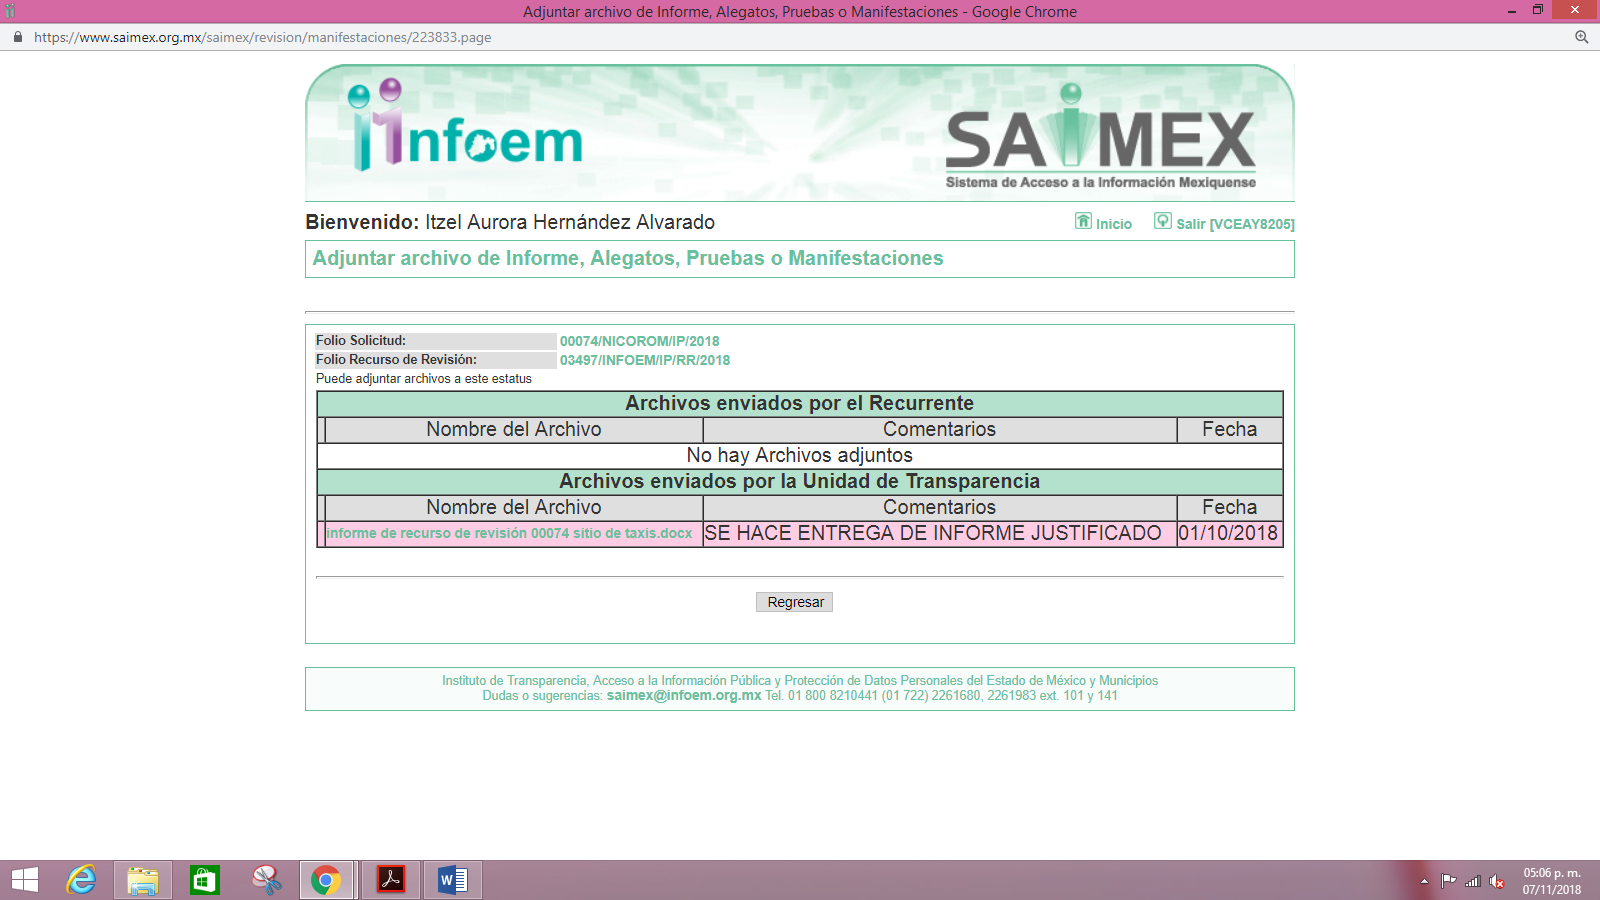 Adjuntar archivo de Informe, Alegatos, Pruebas o Manifestaciones - Google Chrome
https://www.saimex.org.mx/saimex/revision/manifestaciones/223833.page
infoem
SAIMEX
Sistema de Acceso a la Información Mexiquense
Bienvenido: Itzel Aurora Hernández Alvarado
Inicio Salir [VCEAY8205]
Adjuntar archivo de Informe, Alegatos, Pruebas o Manifestaciones
Folio Solicitud: 00074/NICOROM/IP/2018
Folio Recurso de Revisión: 03497/INFOEM/IP/RR/2018
Puede adjuntar archivos a este estatus
Archivos enviados por el Recurrente
Nombre del Archivo Comentarios Fecha
No hay Archivos adjuntos
Archivos enviados por la Unidad de Transparencia
Nombre del Archivo Comentarios Fecha
informe de recurso de revisión 00074 sitio de taxis.docx SE HACE ENTREGA DE INFORME JUSTIFICADO 01/10/2018
Regresar
Instituto de Transparencia, Acceso a la Información Pública y Protección de Datos Personales del Estado de México y Municipios
Dudas o sugerencias: saimex@infoem.org.mx Tel. 01 800 8210441 (01 722) 2261680, 2261983 ext. 101 y 141
05:06 p. m.
07/11/2018